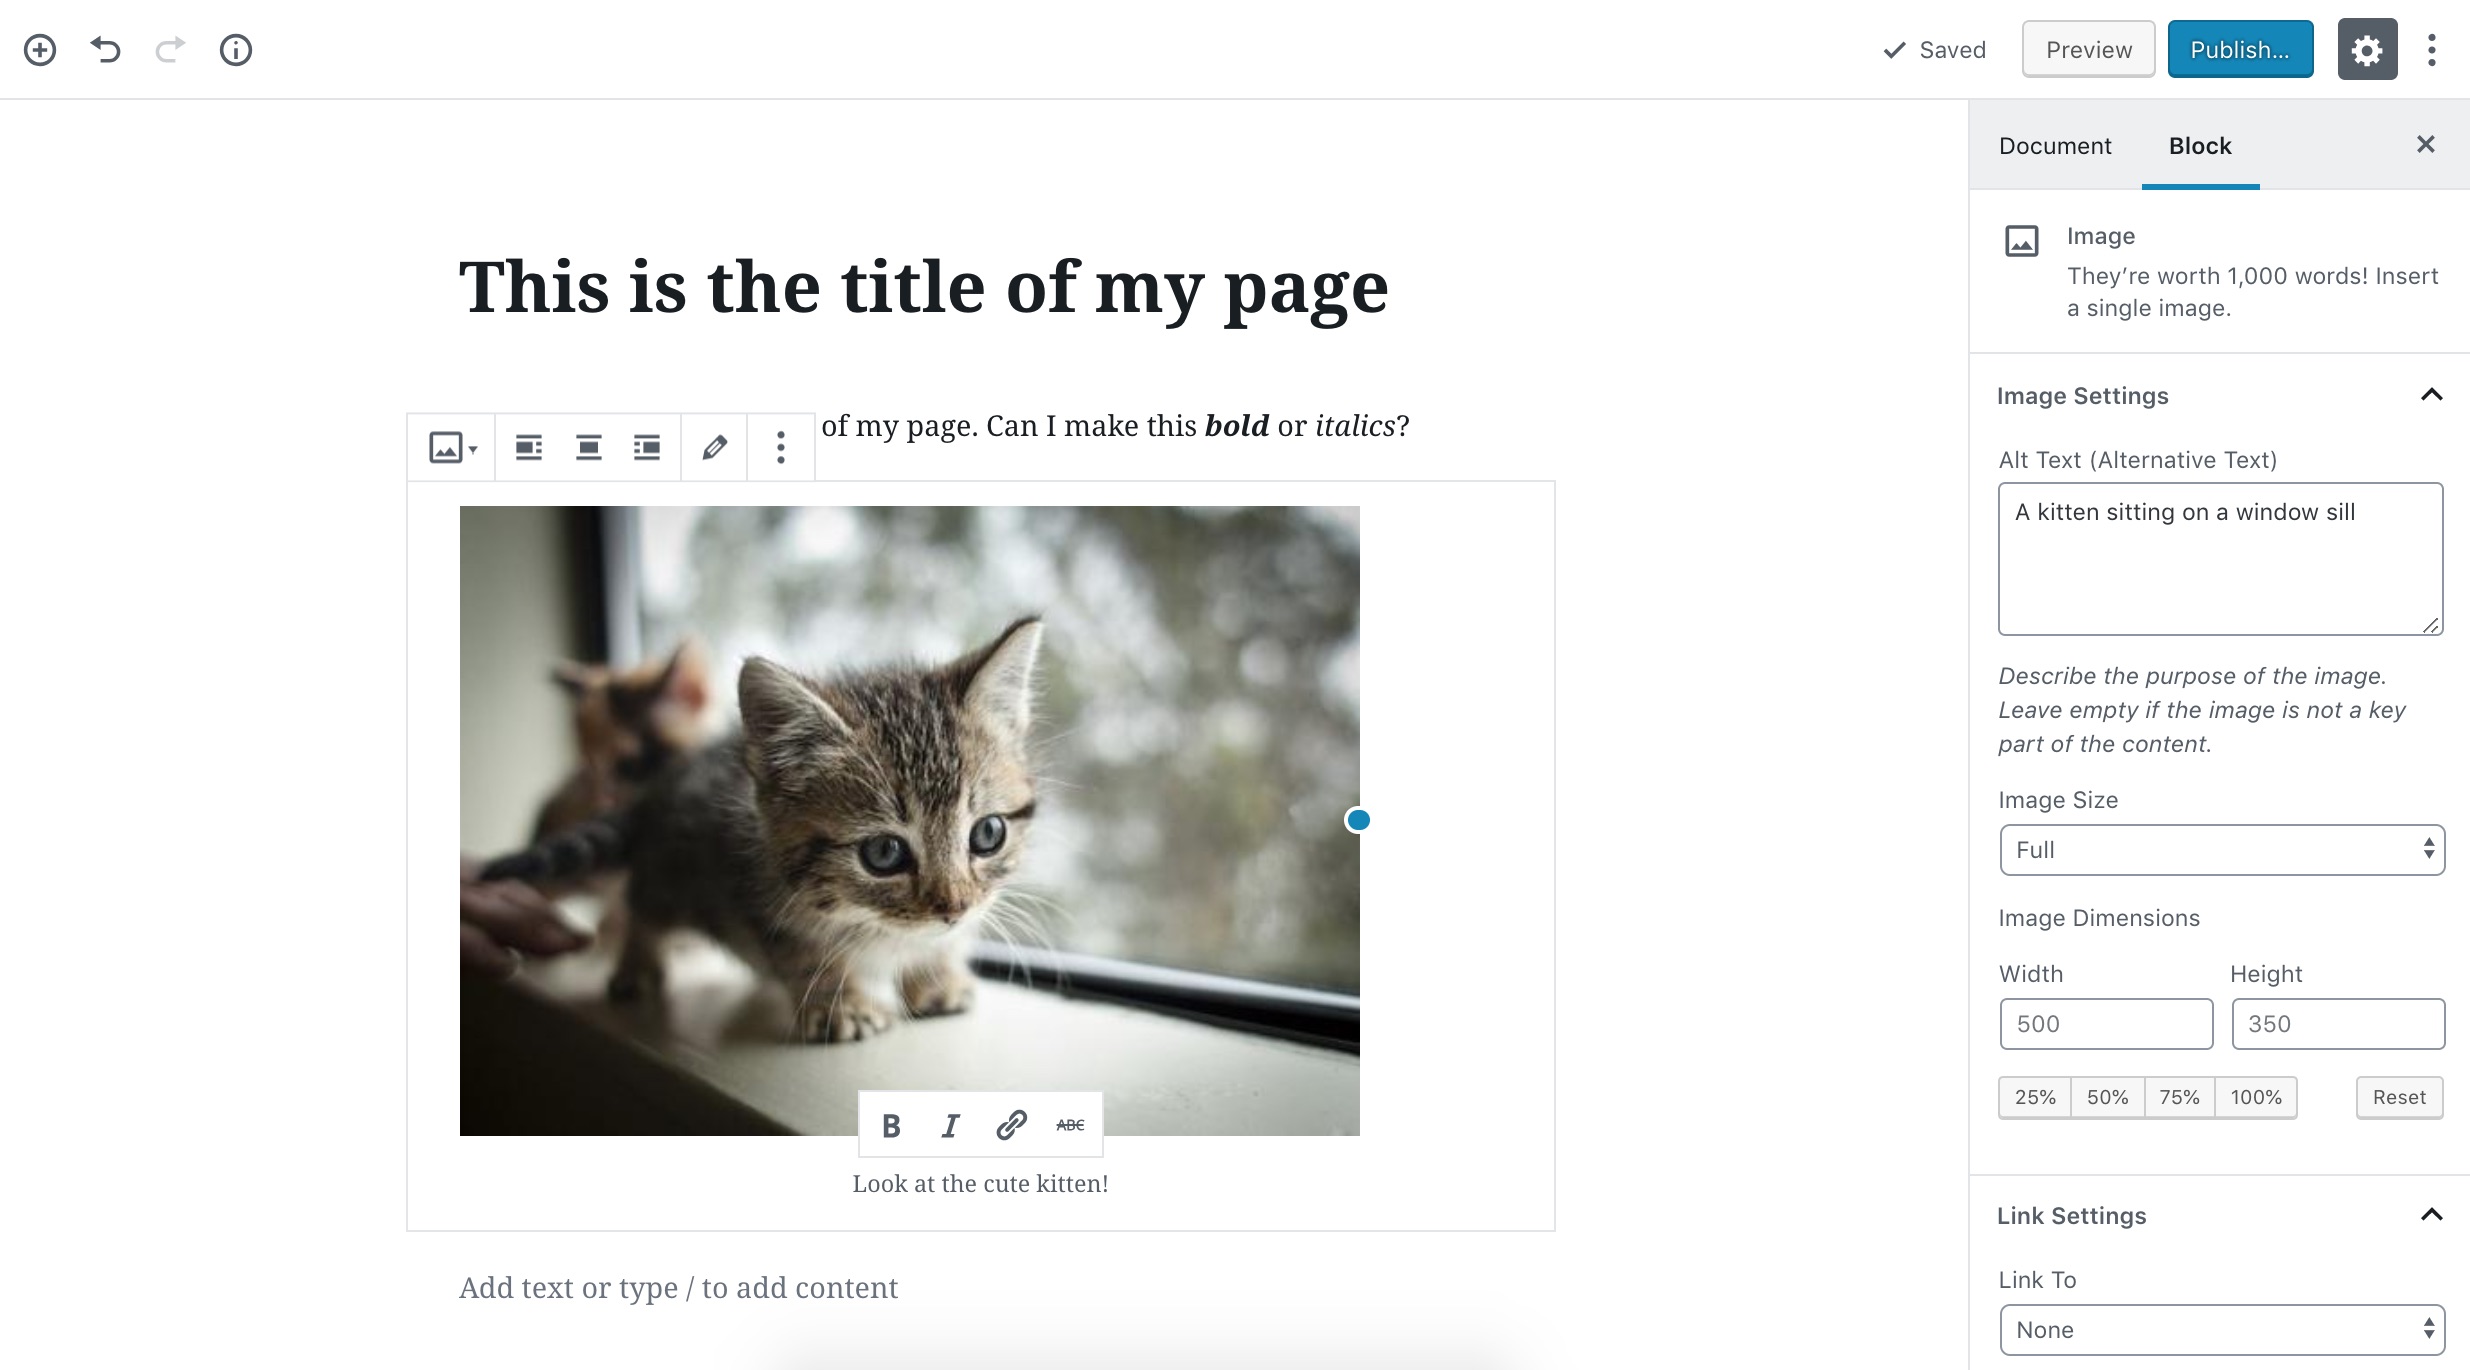 Saved
Preview
Publish...
Document
Block
Image
They’re worth 1,000 words! Insert
a single image.
This is the title of my page
of my page. Can I make this bold or italics?
Look at the cute kitten!
B I ABC
Add text or type / to add content
Image Settings
Alt Text (Alternative Text)
A kitten sitting on a window sill
Describe the purpose of the image.
Leave empty if the image is not a key
part of the content.
Image Size
Full
Image Dimensions
Width Height
500 350
25% 50% 75% 100% Reset
Link Settings
Link To
None